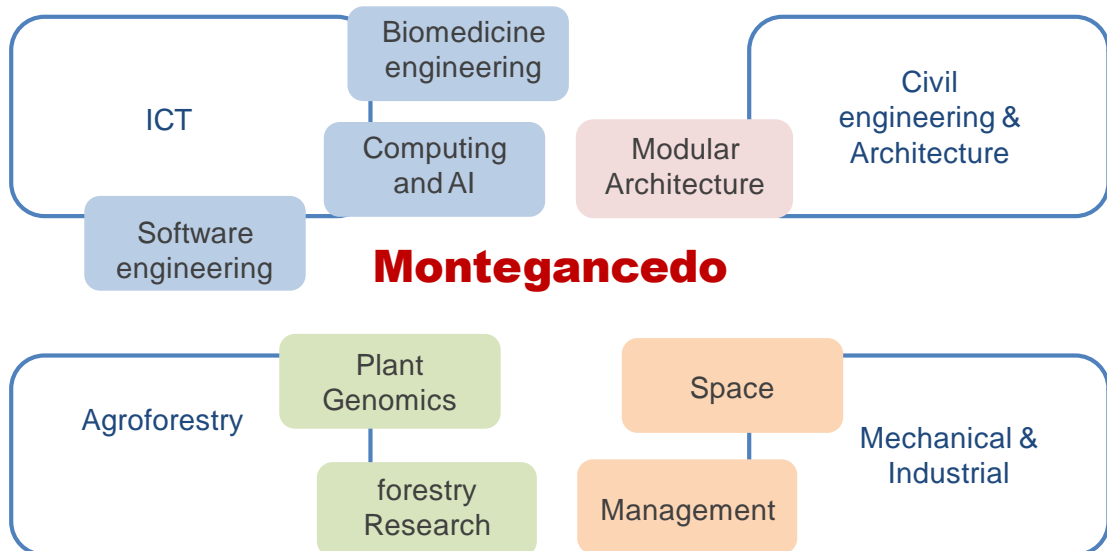 Biomedicine
engineering
ICT
Computing
and AI
Software
engineering
Modular
Architecture
Civil
engineering &
Architecture
Montegancedo
Plant
Genomics
Agroforestry
forestry
Research
Space
Management
Mechanical &
Industrial